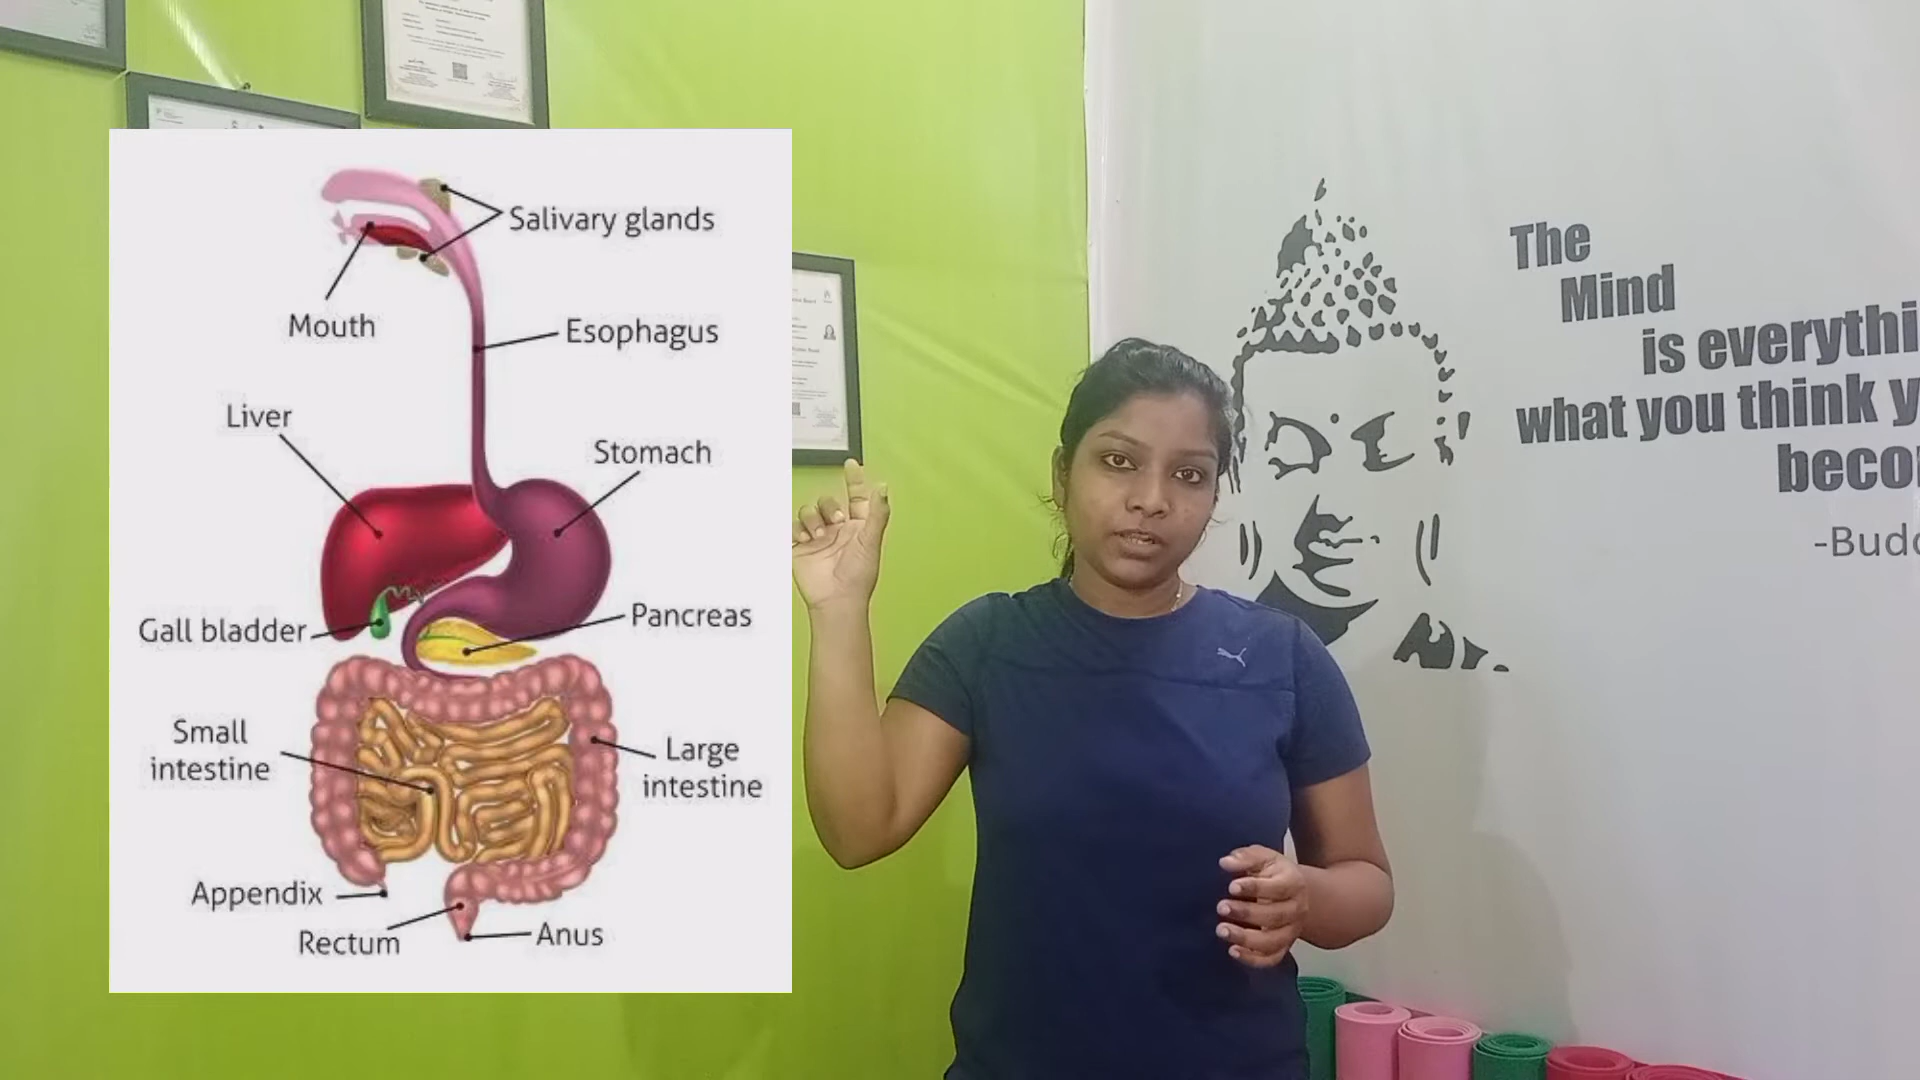 Salivary glands
Mouth
Esophagus
Liver
Stomach
Gall bladder
Pancreas
Small
intestine
Large
intestine
Appendix
Rectum
Anus
The
Mind
is everythi
what you think y
beco
-Budd